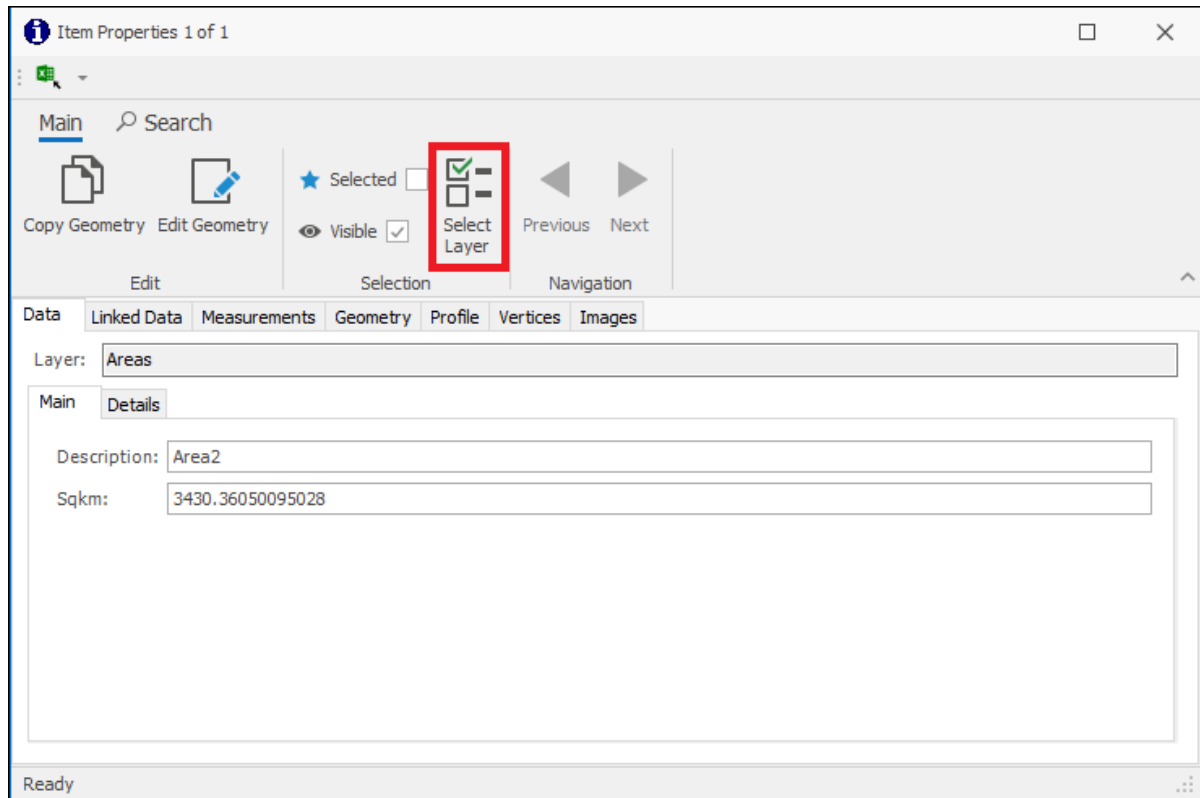 Item Properties 1 of 1
Main Search
Copy Geometry Edit Geometry
Selected
Visible
Select
Layer
Previous Next
Edit Selection Navigation
Data Linked Data Measurements Geometry Profile Vertices Images
Layer: Areas
Main Details
Description: Area2
Sqkm: 3430.36050095028
Ready